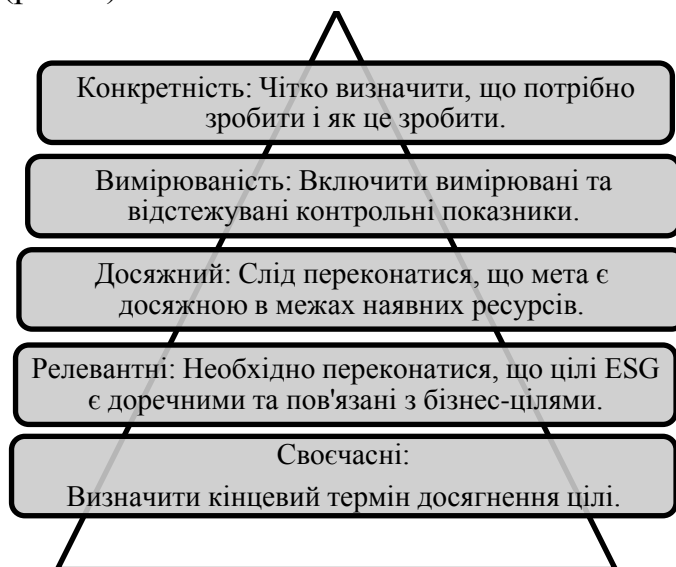 Конкретність: Чітко визначити, що потрібно
зробити і як це зробити.
Вимірюваність: Включити вимірювані та
відстежувані контрольні показники.
Досяжний: Слід переконатися, що мета є
досяжною в межах наявних ресурсів.
Релевантні: Необхідно переконатися, що цілі ESG
є доречними та пов'язані з бізнес-цілями.
Своєчасні:
Визначити кінцевий термін досягнення цілі.